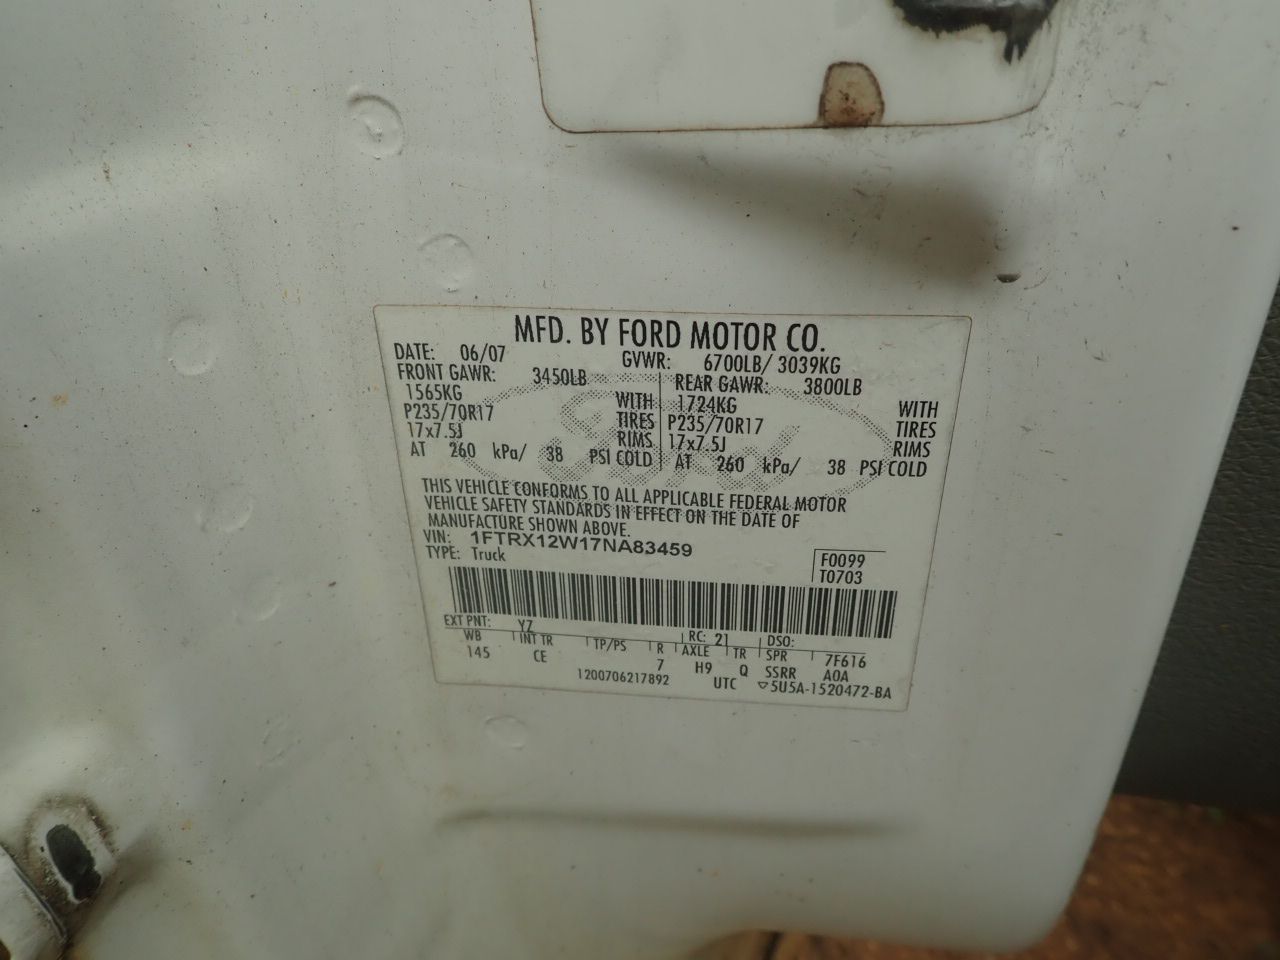 MFD. BY FORD MOTOR CO.
DATE: 06/07 GVWR: 6700LB/ 3039KG
FRONT GAWR: 3450LB REAR GAWR: 3800LB
1565KG WITH 1724KG WITH
P235/70R17 TIRES P235/70R17 TIRES
17x7.5J RIMS 17x7.5J RIMS
AT 260 kPa/ 38 PSI COLD AT 260 kPa/ 38 PSI COLD
THIS VEHICLE CONFORMS TO ALL APPLICABLE FEDERAL MOTOR
VEHICLE SAFETY STANDARDS IN EFFECT ON THE DATE OF
MANUFACTURE SHOWN ABOVE.
VIN: 1FTRX12W17NA83459
TYPE: Truck
F0099
T0703
EXT PNT: YZ RC: 21 DSO:
WB INT TR TP/PS R AXLE TR SPR 7F616
145 CE 7 H9 Q SSRR A0A
1200706217892 UTC ▽5U5A-1520472-BA
Ford